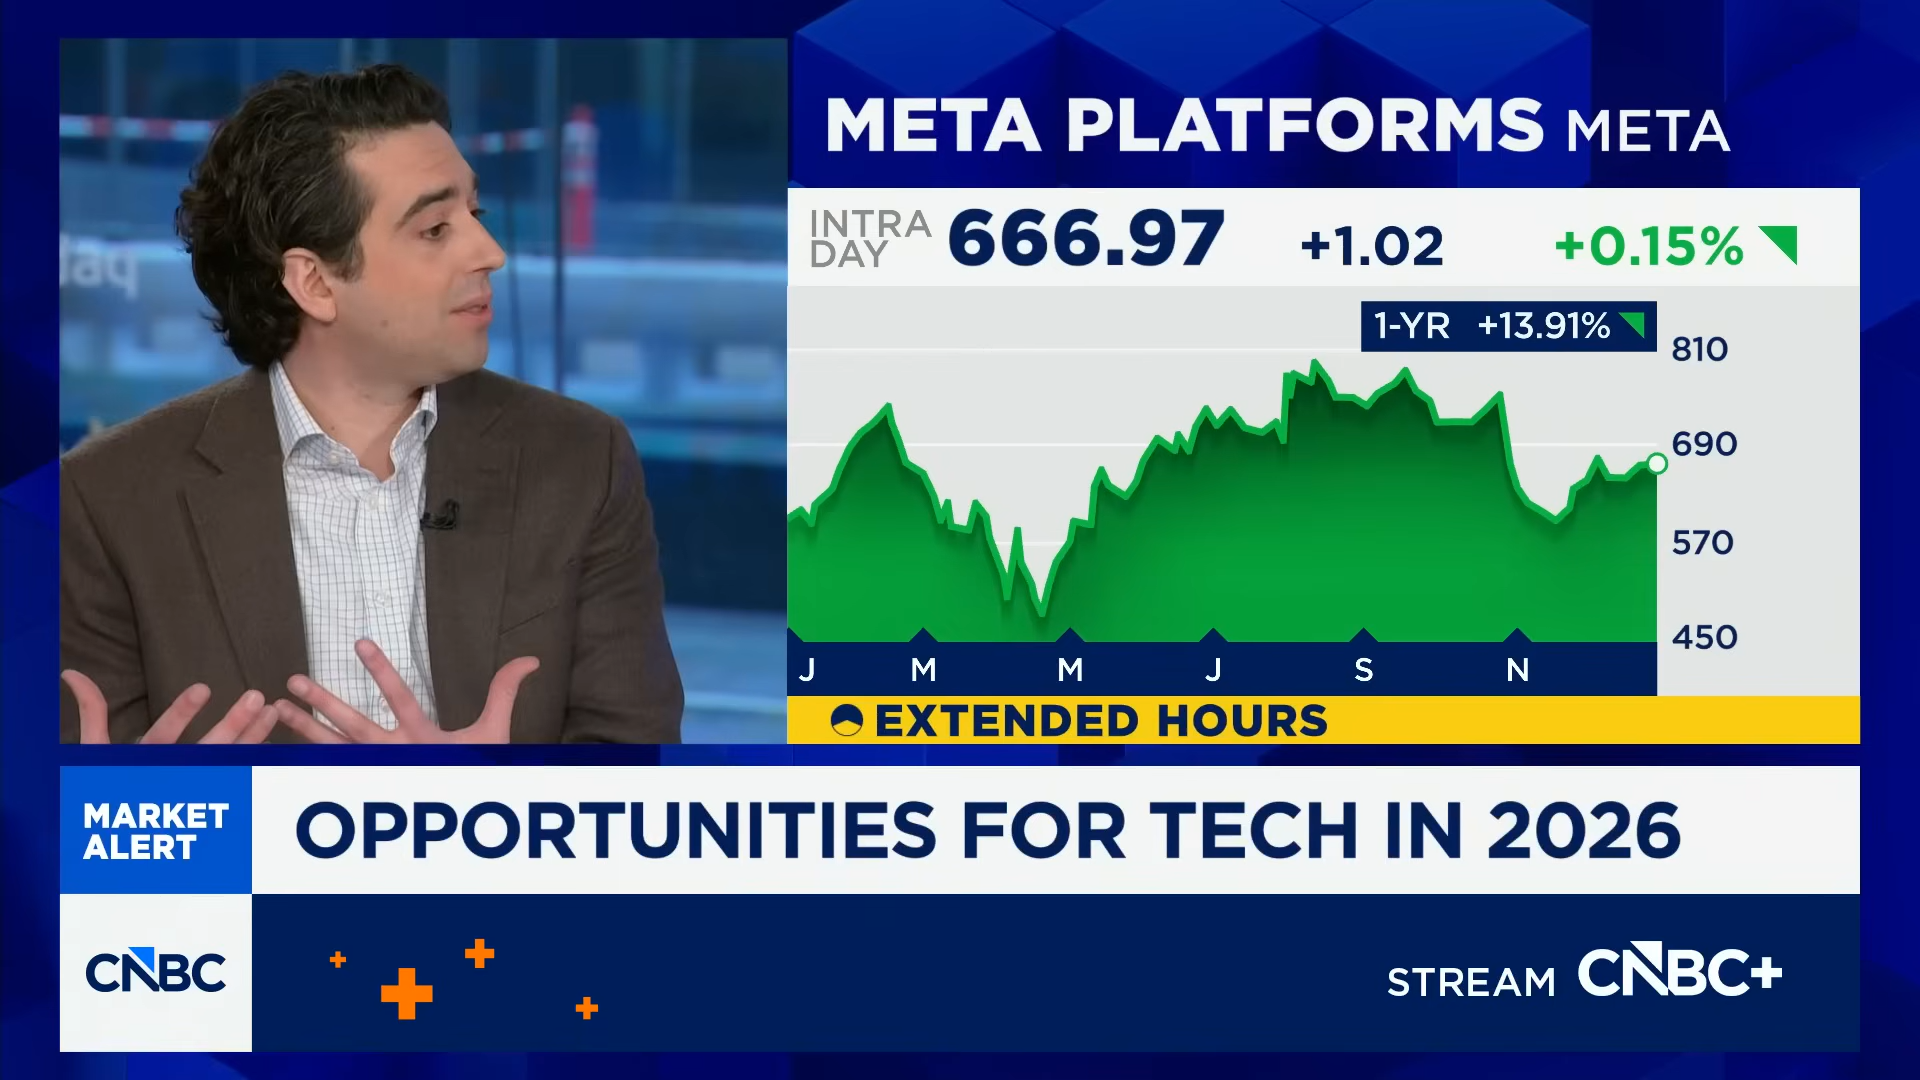 daq
META PLATFORMS META
INTRA DAY 666.97 +1.02 +0.15%
1-YR +13.91%
810
690
570
450
J M M J S N
EXTENDED HOURS
MARKET ALERT
OPPORTUNITIES FOR TECH IN 2026
CNBC
STREAM CNBC+